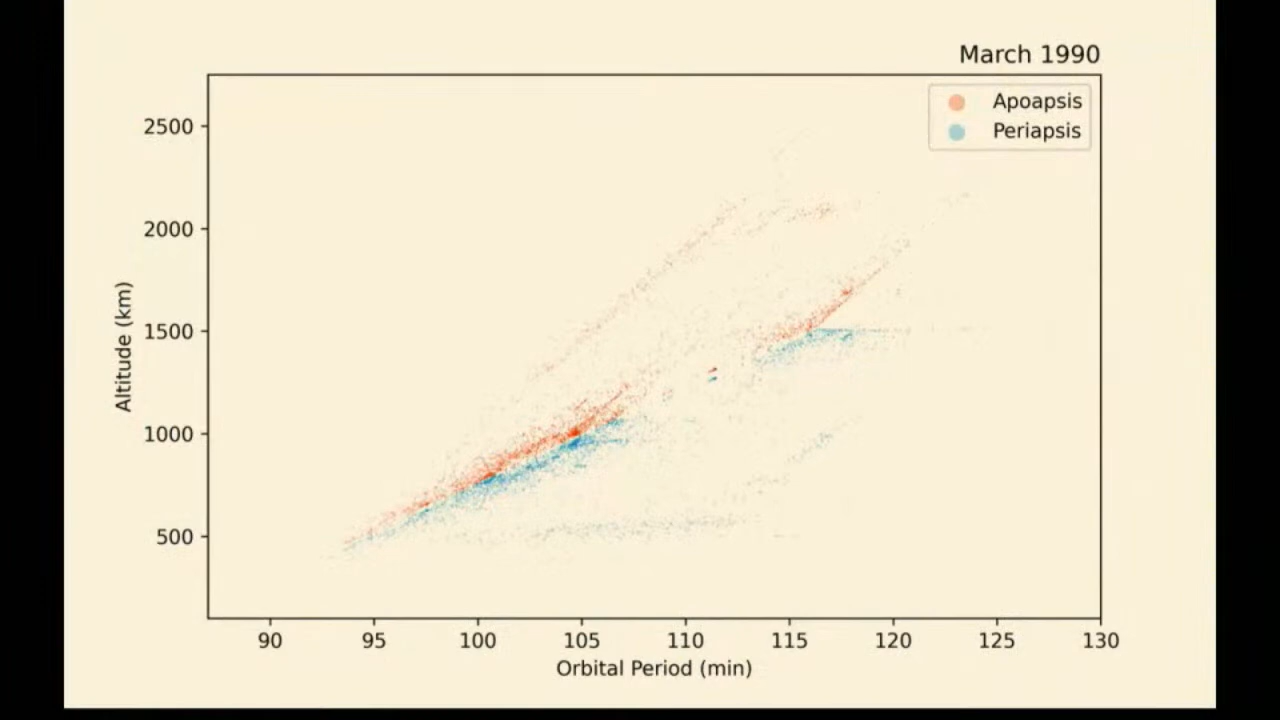 March 1990
Apoapsis
Periapsis
2500
2000
1500
1000
500
Altitude (km)
90 95 100 105 110 115 120 125 130
Orbital Period (min)